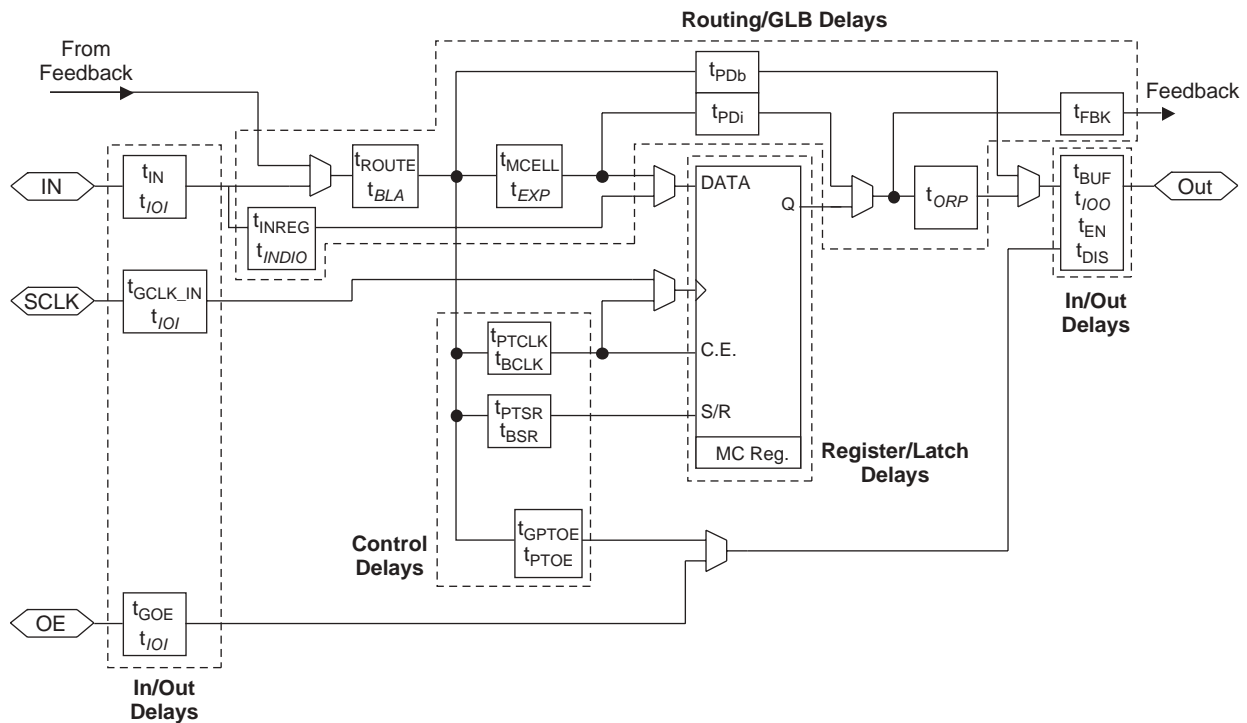 Routing/GLB Delays
From
Feedback
tPDb
tPDi
tFBK
Feedback
IN
tIN
tIOI
tROUTE
tBLA
tMCELL
tEXP
tINREG
tINDIO
DATA
Q
tORP
tBUF
tIOO
tEN
tDIS
Out
In/Out
Delays
SCLK
tGCLK_IN
tIOI
tPTCLK
tBCLK
C.E.
tPTSR
tBSR
S/R
MC Reg.
Register/Latch
Delays
Control
Delays
tGPTOE
tPTOE
OE
tGOE
tIOI
In/Out
Delays